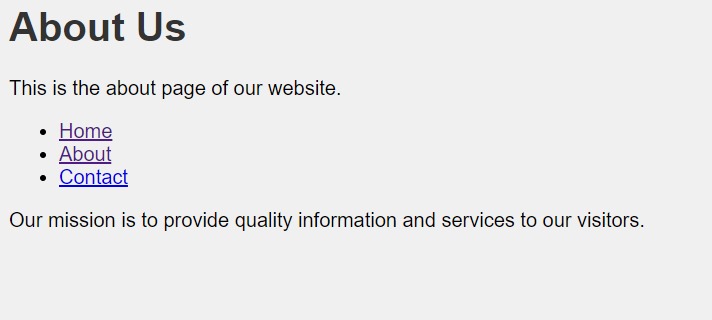 About Us
This is the about page of our website.
Home
About
Contact
Our mission is to provide quality information and services to our visitors.